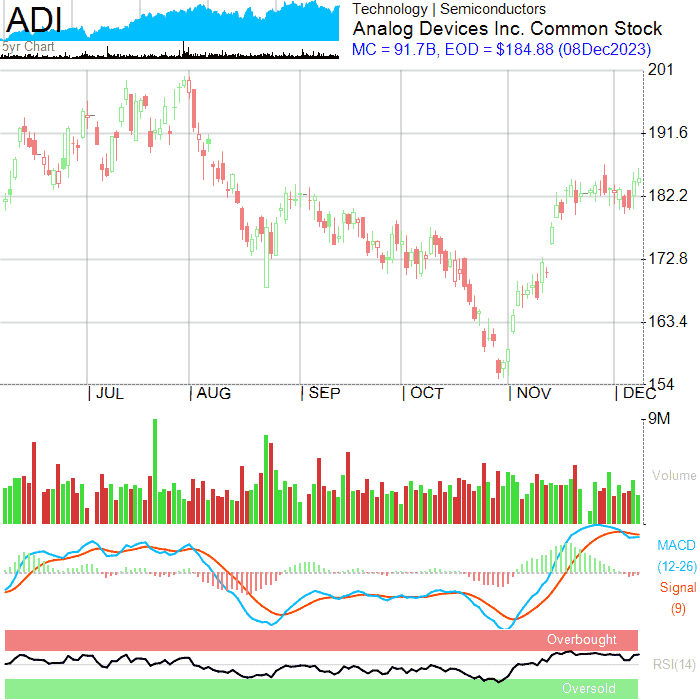 ADI
5yr Chart
Technology | Semiconductors
Analog Devices Inc. Common Stock
MC = 91.7B, EOD = $184.88 (08Dec2023)
201
191.6
182.2
172.8
163.4
154
JUL
AUG
SEP
OCT
NOV
DEC
9M
Volume
MACD
(12-26)
Signal
(9)
Overbought
RSI(14)
Oversold